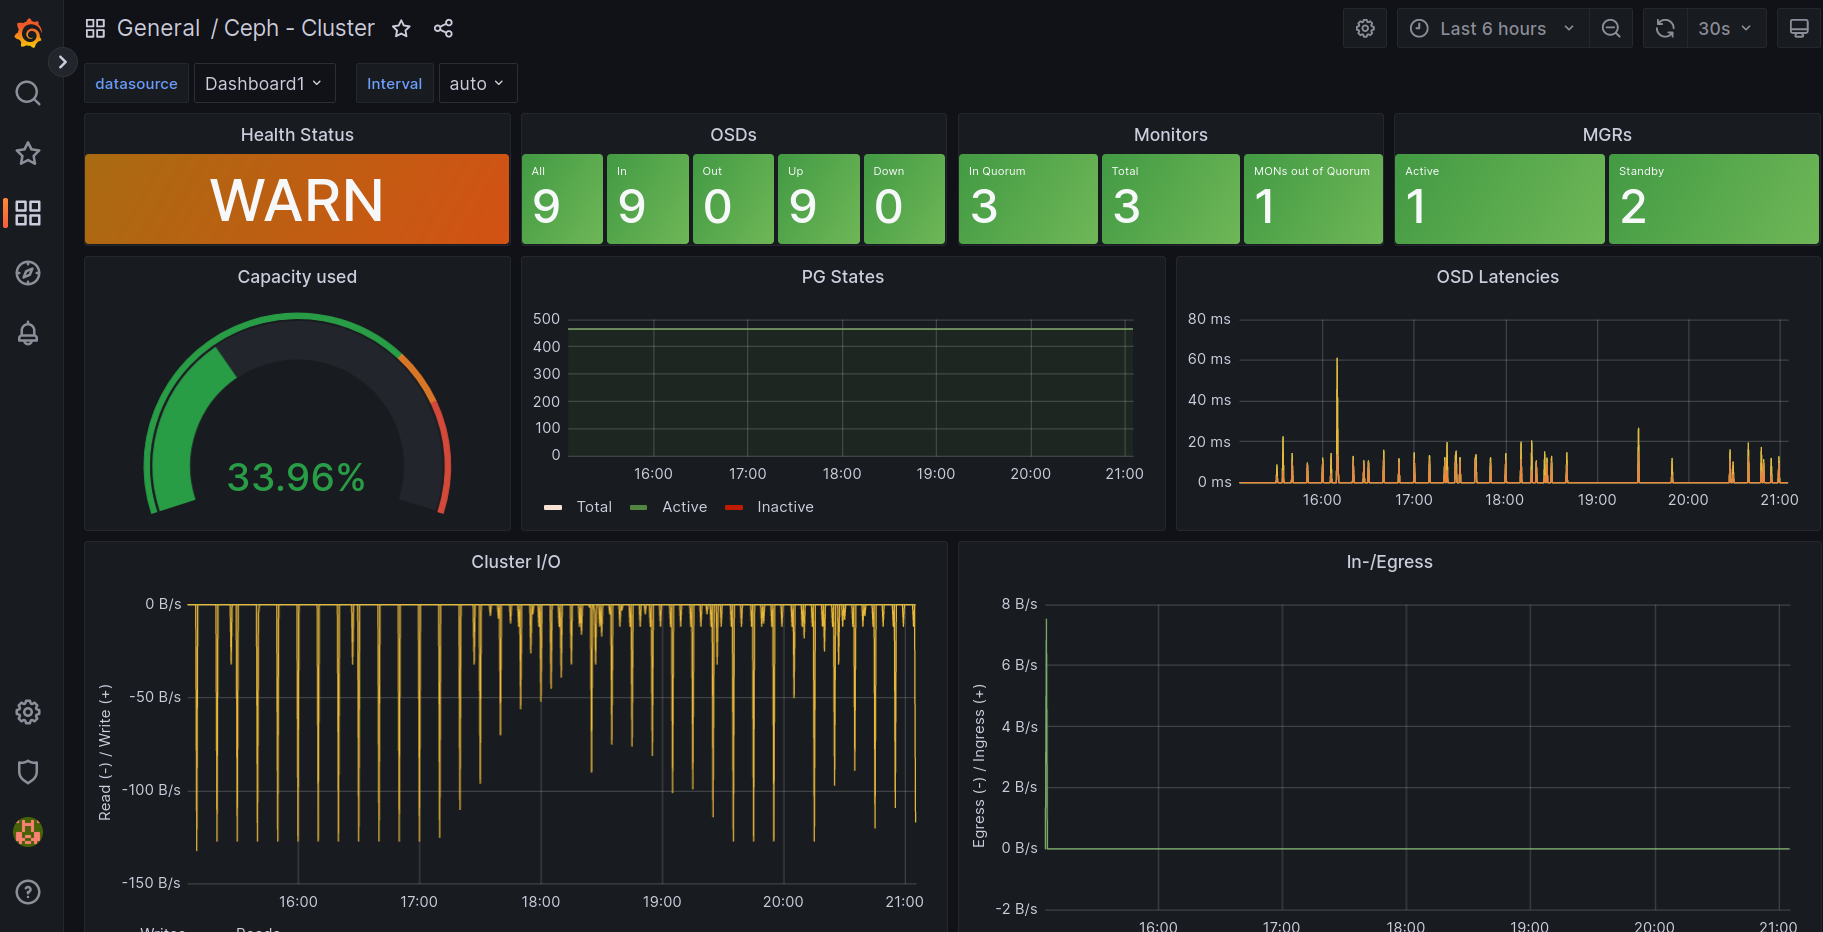 General / Ceph - Cluster
Last 6 hours
30s
datasource
Dashboard1
Interval
auto
Health Status
WARN
OSDs
All
9
In
9
Out
0
Up
9
Down
0
Monitors
In Quorum
3
Total
3
MONs out of Quorum
1
MGRs
Active
1
Standby
2
Capacity used
33.96%
PG States
500
400
300
200
100
0
16:00 17:00 18:00 19:00 20:00 21:00
Total Active Inactive
OSD Latencies
80 ms
60 ms
40 ms
20 ms
0 ms
16:00 17:00 18:00 19:00 20:00 21:00
Cluster I/O
Read (-) / Write (+)
0 B/s
-50 B/s
-100 B/s
-150 B/s
16:00 17:00 18:00 19:00 20:00 21:00
Writes Reads
In-/Egress
Egress (-) / Ingress (+)
8 B/s
6 B/s
4 B/s
2 B/s
0 B/s
-2 B/s
16:00 17:00 18:00 19:00 20:00 21:00